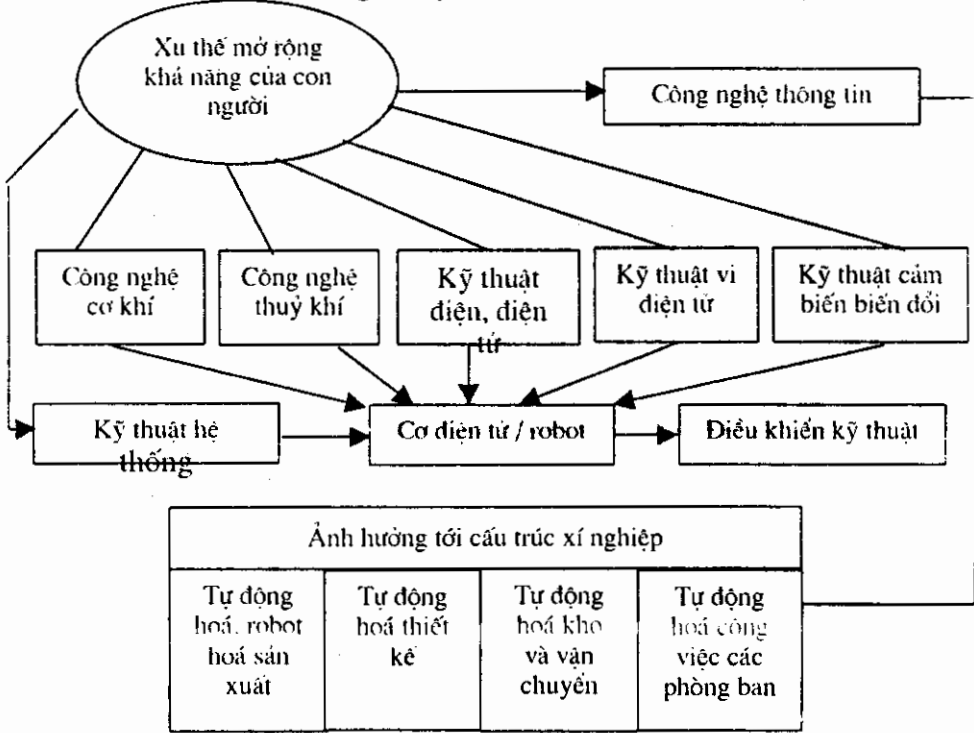 Xu thế mở rộng
khả năng của con
người
Công nghệ thông tin
Công nghệ
cơ khí
Công nghệ
thuỷ khí
Kỹ thuật
điện, điện
tử
Kỹ thuật vi
điện tử
Kỹ thuật cảm
biến biến đổi
Kỹ thuật hệ
thống
Cơ điện tử / robot
Điều khiển kỹ thuật
Ảnh hưởng tới cấu trúc xí nghiệp
Tự động
hoá, robot
hoá sản
xuất
Tự động
hoá thiết
kế
Tự động
hoá kho
và vận
chuyển
Tự động
hoá công
việc các
phòng ban